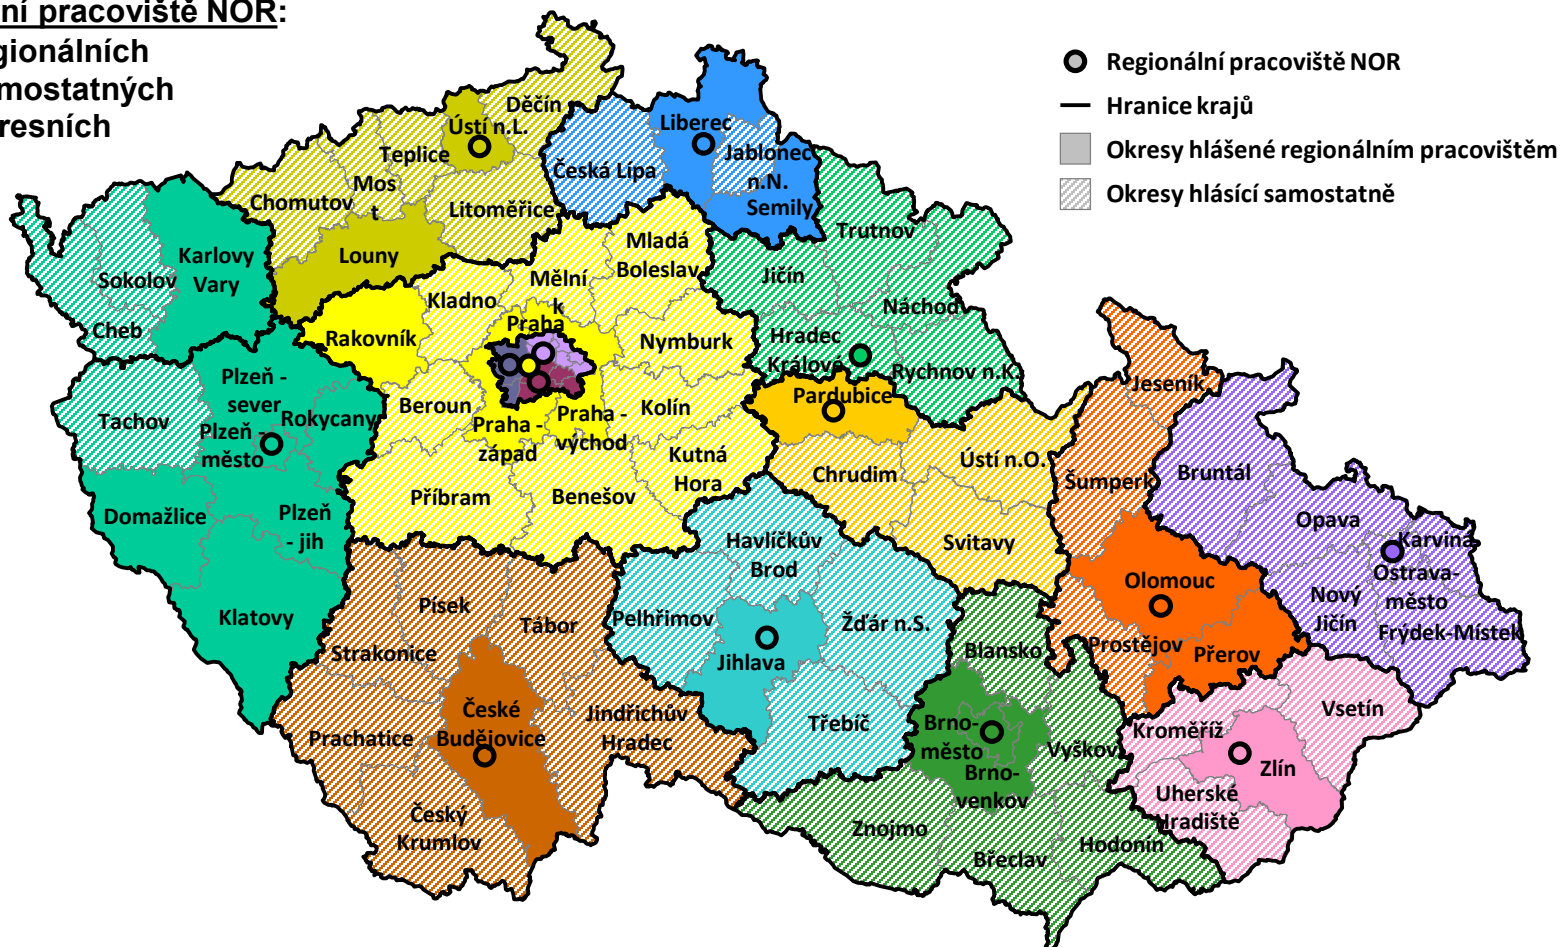 ní pracoviště NOR:
gionálních
mostatných
resních
Regionální pracoviště NOR
Hranice krajů
Okresy hlášené regionálním pracovištěm
Okresy hlásící samostatně
Děčín
Ústí n.L.
Teplice
Mos
t
Chomutov
Litoměřice
Louny
Liberec
Česká Lípa
Jablonec
n.N.
Semily
Karlovy
Vary
Sokolov
Cheb
Trutnov
Jičín
Náchod
Hradec
Králové
Rychnov n.K.
Mladá
Boleslav
Mělní
k
Kladno
Praha
Rakovník
Nymburk
Beroun
Kolín
Praha -
západ
Praha -
východ
Kutná
Hora
Příbram
Benešov
Plzeň -
sever
Rokycany
Plzeň -
město
Tachov
Domažlice
Plzeň
- jih
Klatovy
Pardubice
Chrudim
Ústí n.O.
Svitavy
Jeseník
Šumperk
Bruntál
Opava
Karviná
Ostrava-
město
Nový
Jičín
Frýdek-Místek
Olomouc
Prostějov
Přerov
Havlíčkův
Brod
Pelhřimov
Žďár n.S.
Jihlava
Třebíč
Písek
Tábor
Strakonice
České
Budějovice
Jindřichův
Hradec
Prachatice
Český
Krumlov
Blansko
Brno-
město
Vyškov
Brno-
venkov
Znojmo
Břeclav
Hodonín
Kroměříž
Vsetín
Zlín
Uherské
Hradiště